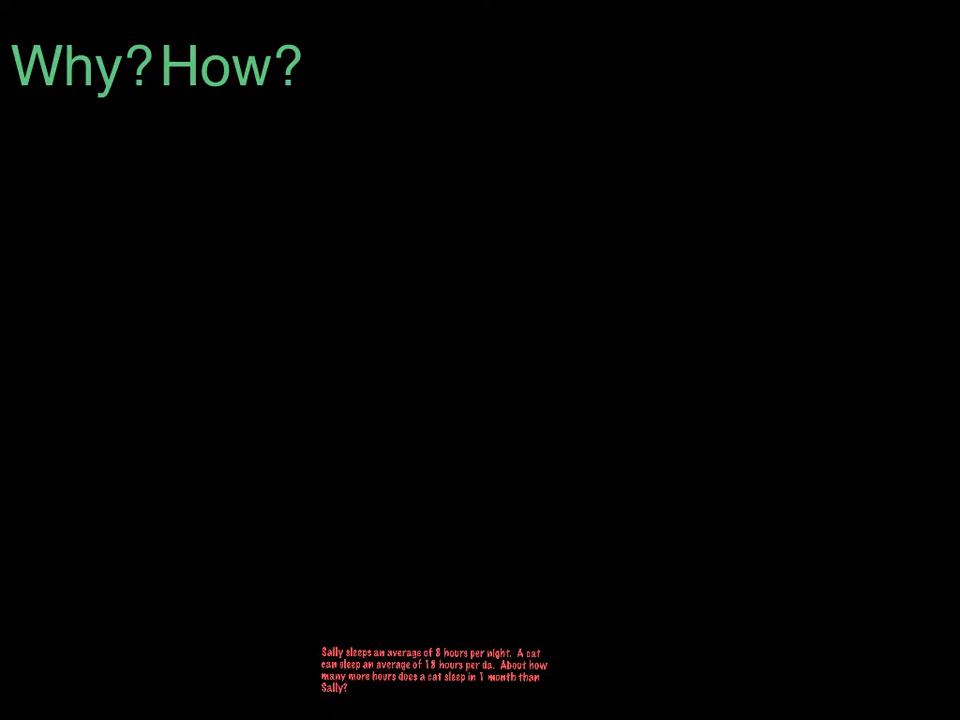 Why? How?
Sally sleeps an average of 8 hours per night. A cat
can sleep an average of 18 hours per da. About how
many more hours does a cat sleep in 1 month than
Sally?